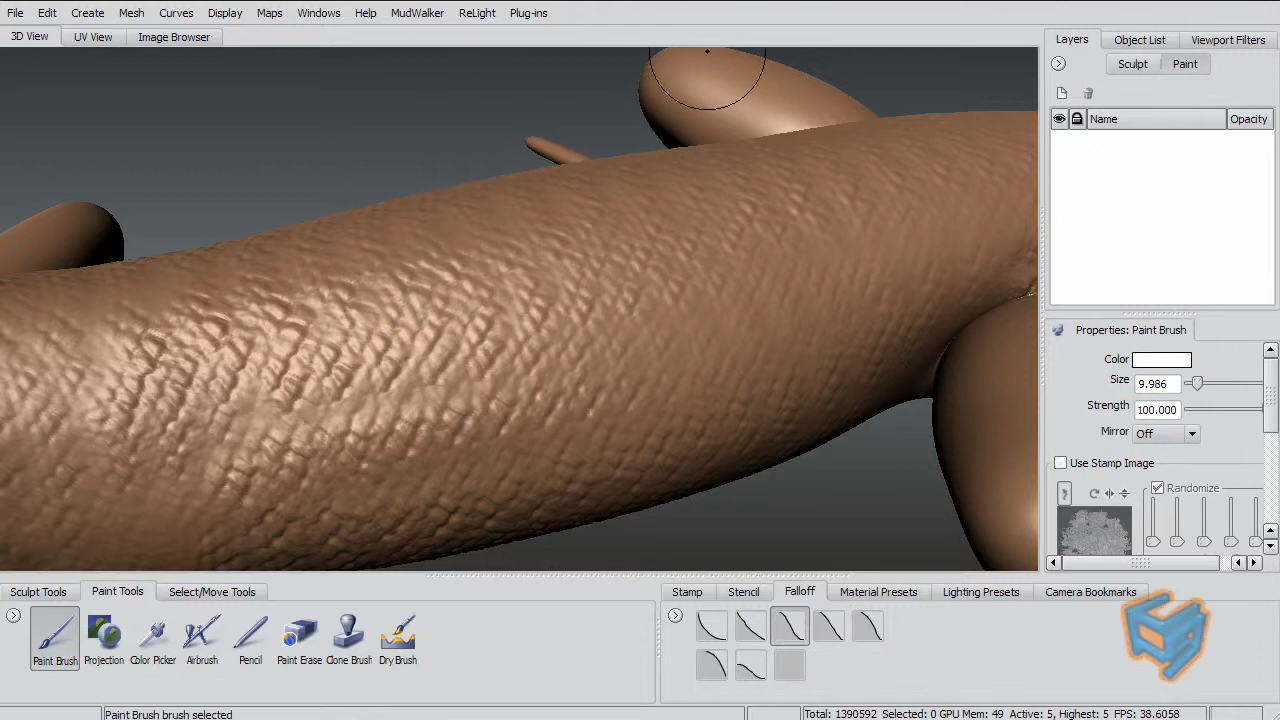 File Edit Create Mesh Curves Display Maps Windows Help MudWalker ReLight Plug-ins
3D View UV View Image Browser
Layers Object List Viewport Filters
Sculpt Paint
Name Opacity
Properties: Paint Brush
Color
Size 9.986
Strength 100.000
Mirror Off
Use Stamp Image
Randomize
Sculpt Tools Paint Tools Select/Move Tools
Stamp Stencil Falloff Material Presets Lighting Presets Camera Bookmarks
Paint Brush Projection Color Picker Airbrush Pencil Paint Erase Clone Brush Dry Brush
Paint Brush brush selected
Total: 1390592 Selected: 0 GPU Mem: 49 Active: 5, Highest: 5 FPS: 38.6058